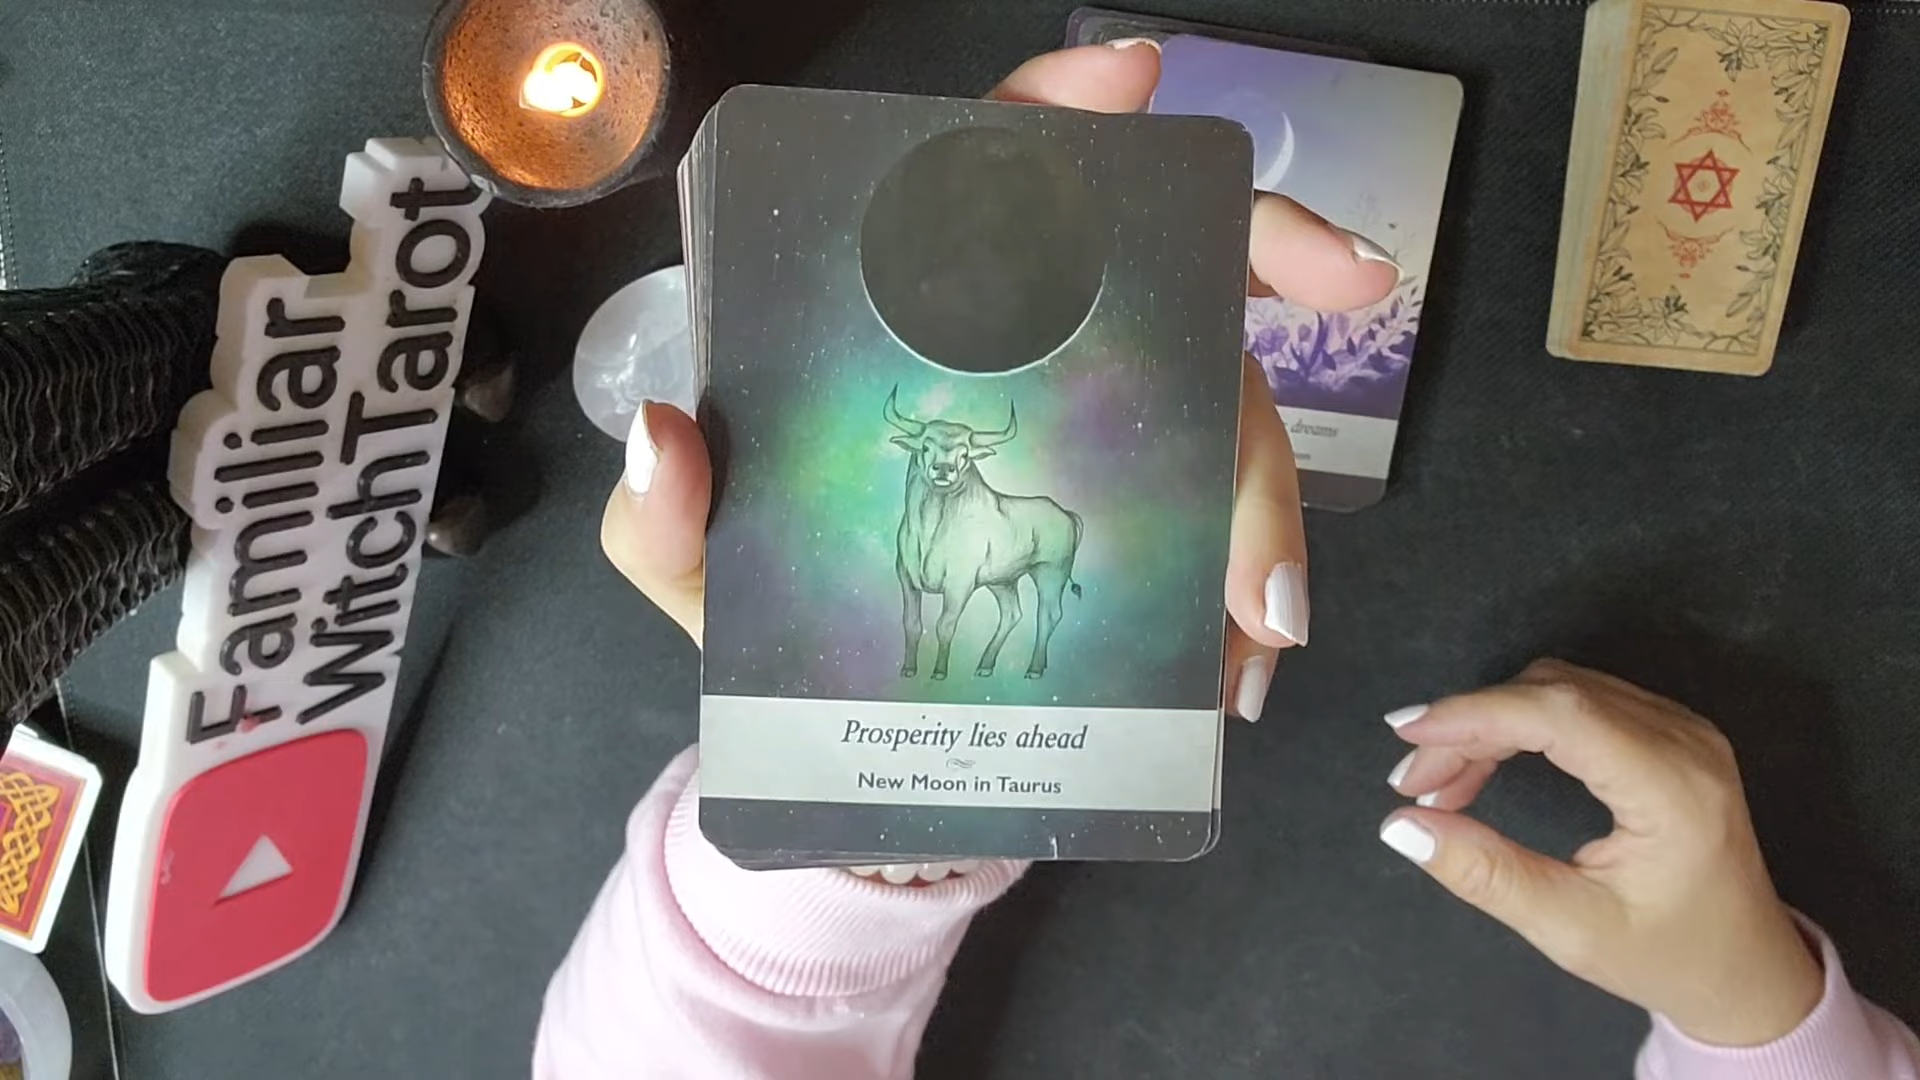 Familiar
WitchTarot
Prosperity lies ahead
New Moon in Taurus
dreams